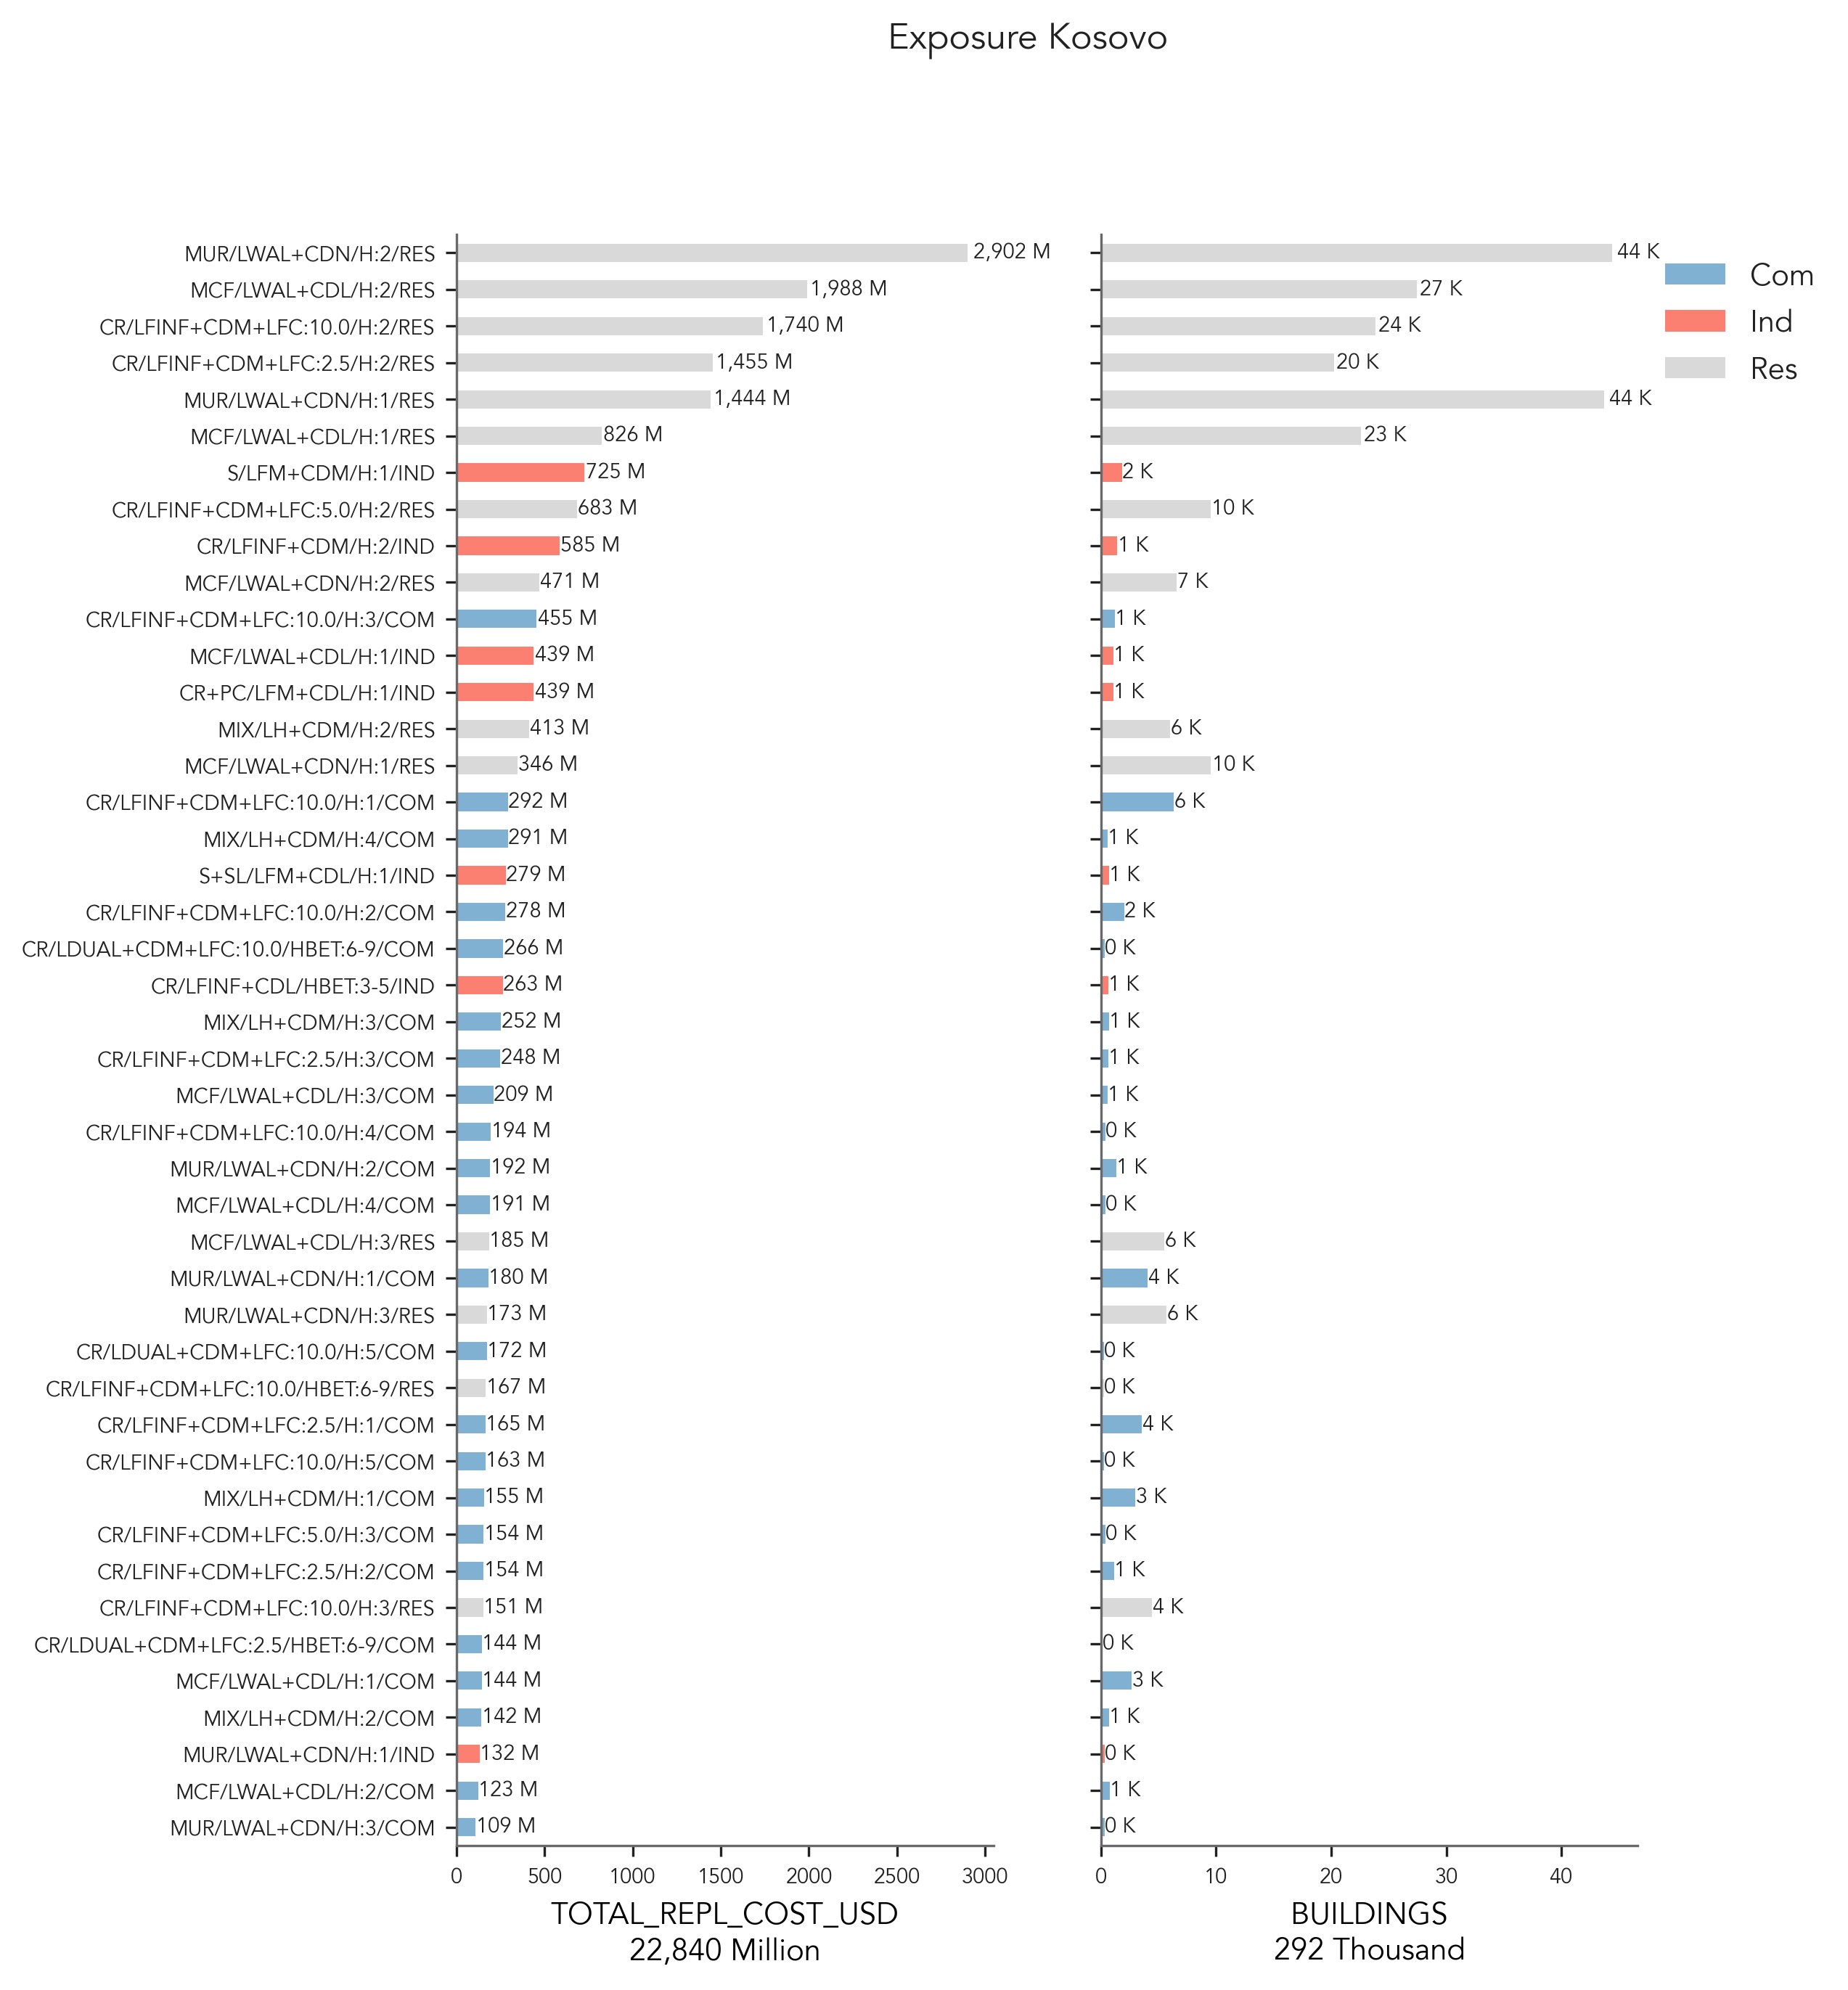 Exposure Kosovo
MUR/LWAL+CDN/H:2/RES 2,902 M 44 K
MCF/LWAL+CDL/H:2/RES 1,988 M 27 K
CR/LFINF+CDM+LFC:10.0/H:2/RES 1,740 M 24 K
CR/LFINF+CDM+LFC:2.5/H:2/RES 1,455 M 20 K
MUR/LWAL+CDN/H:1/RES 1,444 M 44 K
MCF/LWAL+CDL/H:1/RES 826 M 23 K
S/LFM+CDM/H:1/IND 725 M 2 K
CR/LFINF+CDM+LFC:5.0/H:2/RES 683 M 10 K
CR/LFINF+CDM/H:2/IND 585 M 1 K
MCF/LWAL+CDN/H:2/RES 471 M 7 K
CR/LFINF+CDM+LFC:10.0/H:3/COM 455 M 1 K
MCF/LWAL+CDL/H:1/IND 439 M 1 K
CR+PC/LFM+CDL/H:1/IND 439 M 1 K
MIX/LH+CDM/H:2/RES 413 M 6 K
MCF/LWAL+CDN/H:1/RES 346 M 10 K
CR/LFINF+CDM+LFC:10.0/H:1/COM 292 M 6 K
MIX/LH+CDM/H:4/COM 291 M 1 K
S+SL/LFM+CDL/H:1/IND 279 M 1 K
CR/LFINF+CDM+LFC:10.0/H:2/COM 278 M 2 K
CR/LDUAL+CDM+LFC:10.0/HBET:6-9/COM 266 M 0 K
CR/LFINF+CDL/HBET:3-5/IND 263 M 1 K
MIX/LH+CDM/H:3/COM 252 M 1 K
CR/LFINF+CDM+LFC:2.5/H:3/COM 248 M 1 K
MCF/LWAL+CDL/H:3/COM 209 M 1 K
CR/LFINF+CDM+LFC:10.0/H:4/COM 194 M 0 K
MUR/LWAL+CDN/H:2/COM 192 M 1 K
MCF/LWAL+CDL/H:4/COM 191 M 0 K
MCF/LWAL+CDL/H:3/RES 185 M 6 K
MUR/LWAL+CDN/H:1/COM 180 M 4 K
MUR/LWAL+CDN/H:3/RES 173 M 6 K
CR/LDUAL+CDM+LFC:10.0/H:5/COM 172 M 0 K
CR/LFINF+CDM+LFC:10.0/HBET:6-9/RES 167 M 0 K
CR/LFINF+CDM+LFC:2.5/H:1/COM 165 M 4 K
CR/LFINF+CDM+LFC:10.0/H:5/COM 163 M 0 K
MIX/LH+CDM/H:1/COM 155 M 3 K
CR/LFINF+CDM+LFC:5.0/H:3/COM 154 M 0 K
CR/LFINF+CDM+LFC:2.5/H:2/COM 154 M 1 K
CR/LFINF+CDM+LFC:10.0/H:3/RES 151 M 4 K
CR/LDUAL+CDM+LFC:2.5/HBET:6-9/COM 144 M 0 K
MCF/LWAL+CDL/H:1/COM 144 M 3 K
MIX/LH+CDM/H:2/COM 142 M 1 K
MUR/LWAL+CDN/H:1/IND 132 M 0 K
MCF/LWAL+CDL/H:2/COM 123 M 1 K
MUR/LWAL+CDN/H:3/COM 109 M 0 K
0 500 1000 1500 2000 2500 3000
TOTAL_REPL_COST_USD
22,840 Million
0 10 20 30 40
BUILDINGS
292 Thousand
Com
Ind
Res